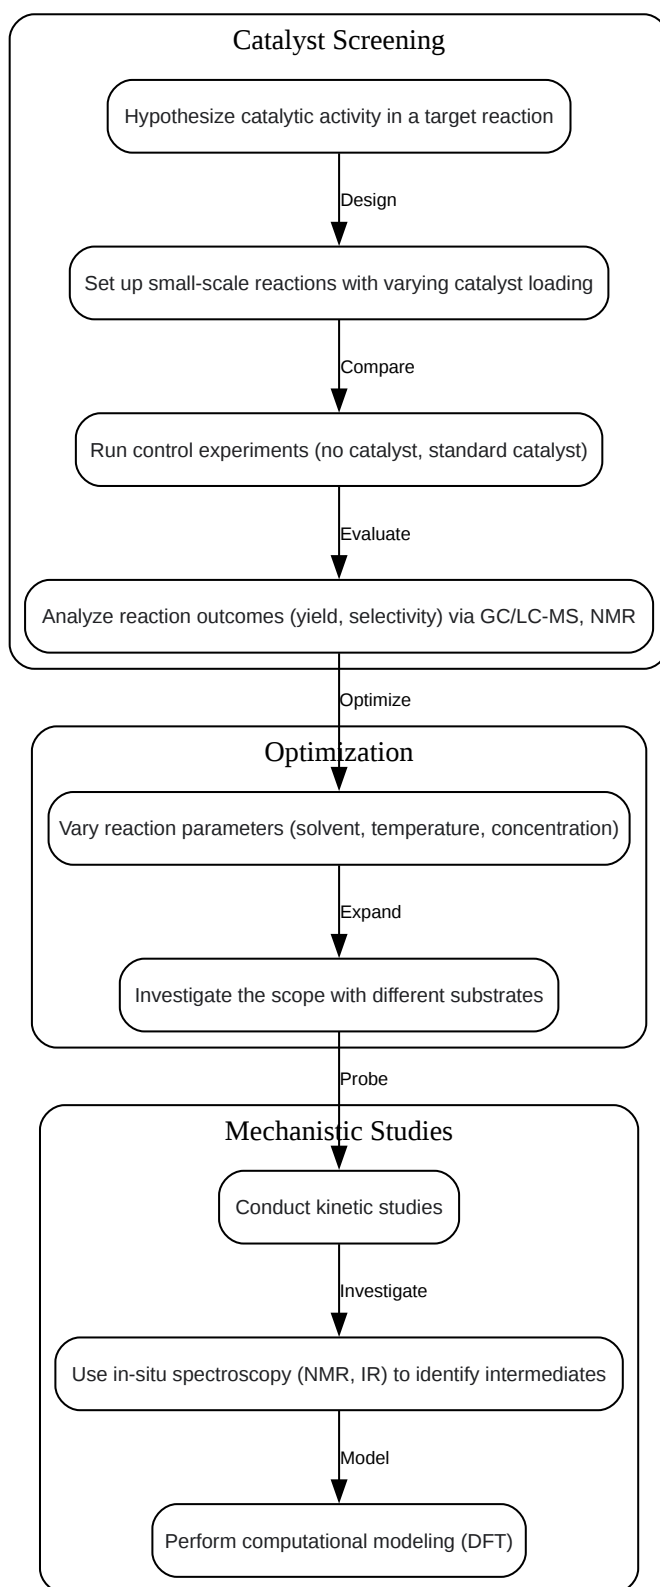 Catalyst Screening
Hypothesize catalytic activity in a target reaction
Design
Set up small-scale reactions with varying catalyst loading
Compare
Run control experiments (no catalyst, standard catalyst)
Evaluate
Analyze reaction outcomes (yield, selectivity) via GC/LC-MS, NMR
Optimize
Optimization
Vary reaction parameters (solvent, temperature, concentration)
Expand
Investigate the scope with different substrates
Probe
Mechanistic Studies
Conduct kinetic studies
Investigate
Use in-situ spectroscopy (NMR, IR) to identify intermediates
Model
Perform computational modeling (DFT)